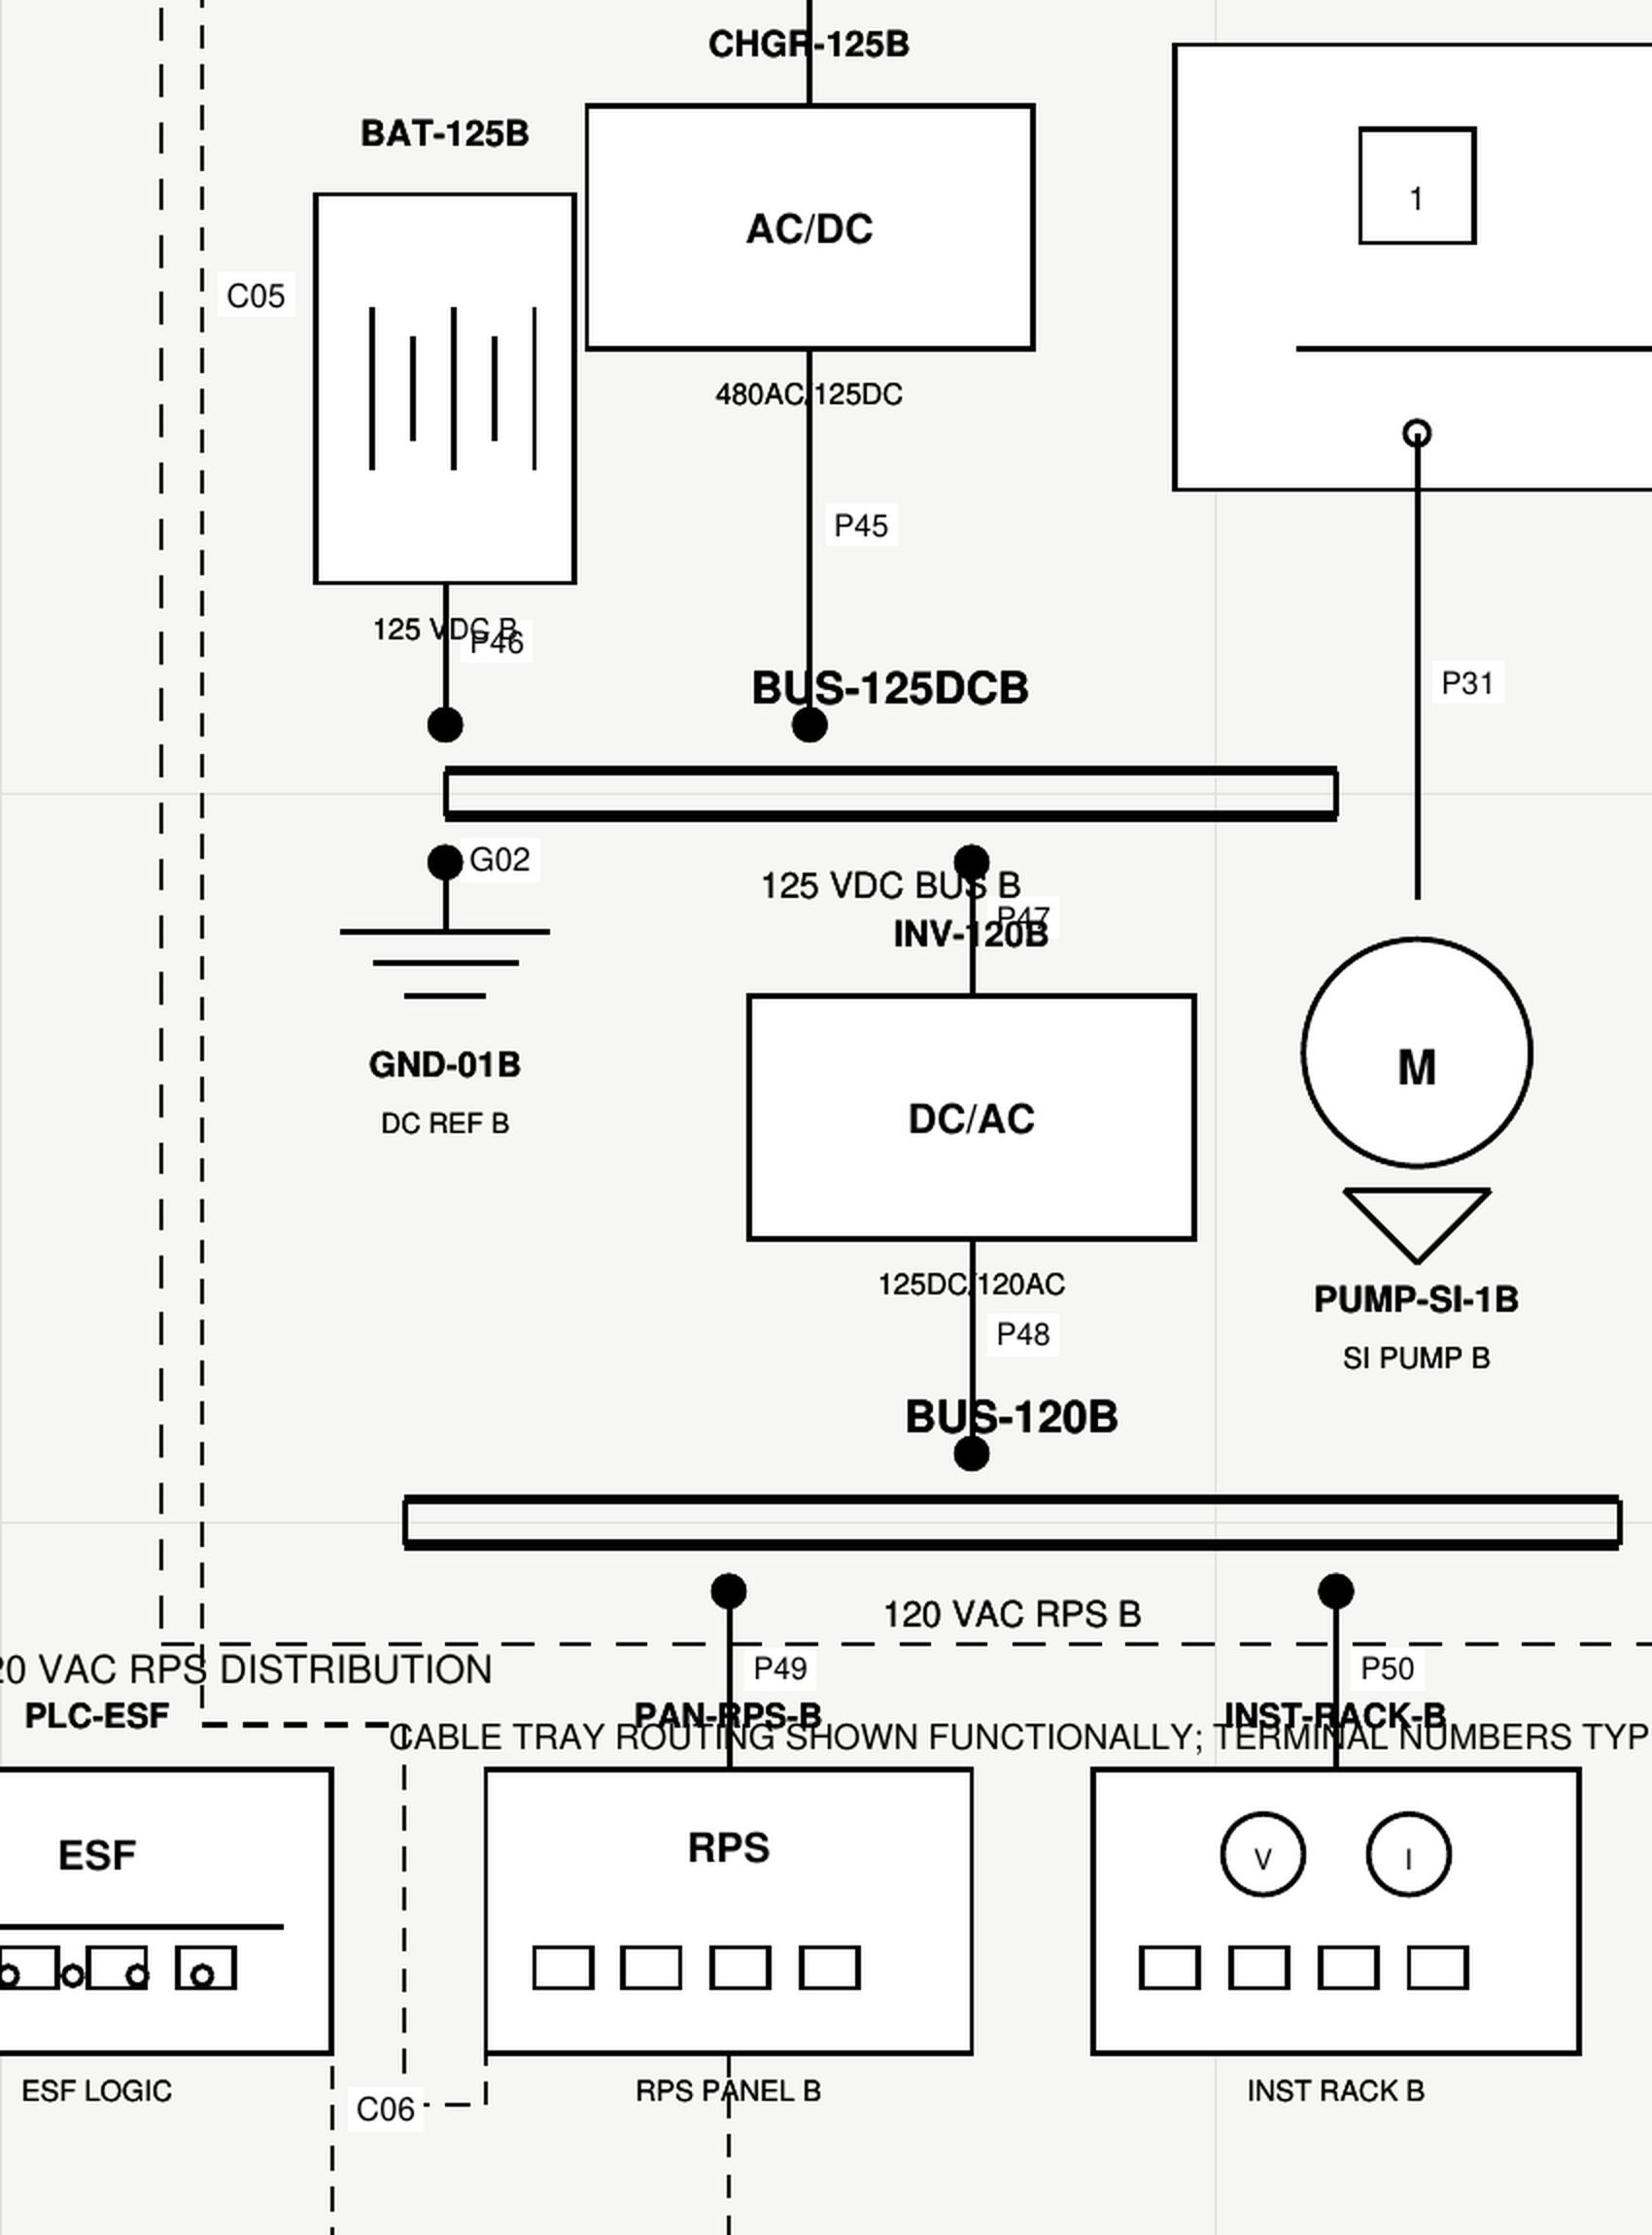 CHGR-125B
BAT-125B
AC/DC
1
C05
480AC/125DC
P45
125 VDC B
P46
P31
BUS-125DCB
G02
125 VDC BUS B
P47
INV-120B
GND-01B
DC REF B
DC/AC
M
125DC/120AC
PUMP-SI-1B
P48
SI PUMP B
BUS-120B
120 VAC RPS B
20 VAC RPS DISTRIBUTION
P49
P50
PLC-ESF
PAN-RPS-B
INST-RACK-B
CABLE TRAY ROUTING SHOWN FUNCTIONALLY; TERMINAL NUMBERS TYP
ESF
RPS
V
I
ESF LOGIC
C06
RPS PANEL B
INST RACK B